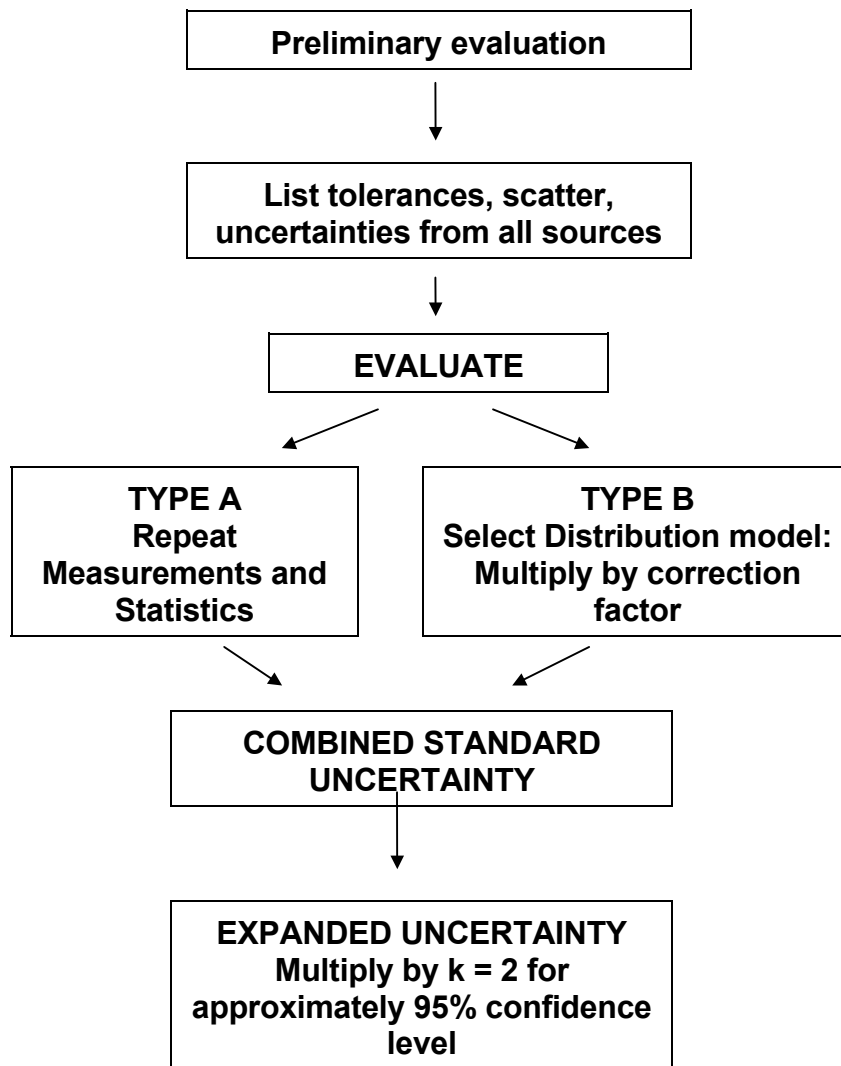 Preliminary evaluation
List tolerances, scatter,
uncertainties from all sources
EVALUATE
TYPE A
Repeat
Measurements and
Statistics
TYPE B
Select Distribution model:
Multiply by correction
factor
COMBINED STANDARD
UNCERTAINTY
EXPANDED UNCERTAINTY
Multiply by k = 2 for
approximately 95% confidence
level